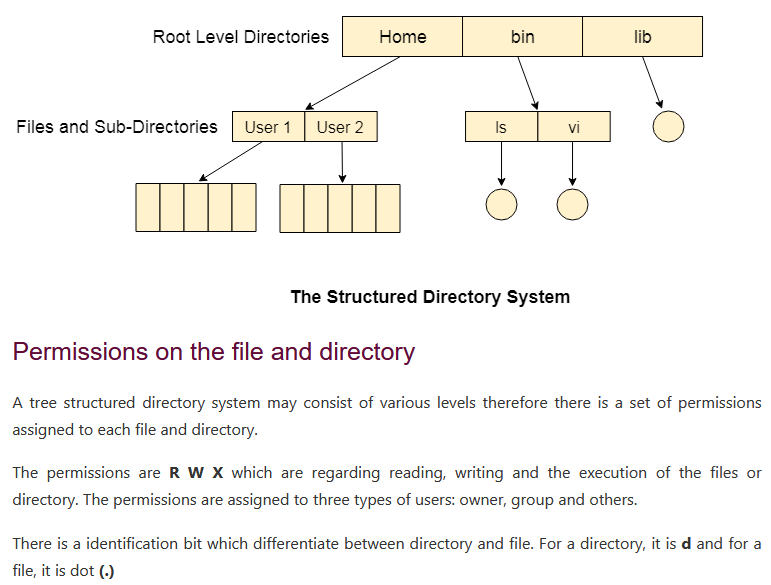 Root Level Directories Home bin lib
Files and Sub-Directories User 1 User 2 ls vi
The Structured Directory System
Permissions on the file and directory
A tree structured directory system may consist of various levels therefore there is a set of permissions
assigned to each file and directory.
The permissions are R W X which are regarding reading, writing and the execution of the files or
directory. The permissions are assigned to three types of users: owner, group and others.
There is a identification bit which differentiate between directory and file. For a directory, it is d and for a
file, it is dot (.)